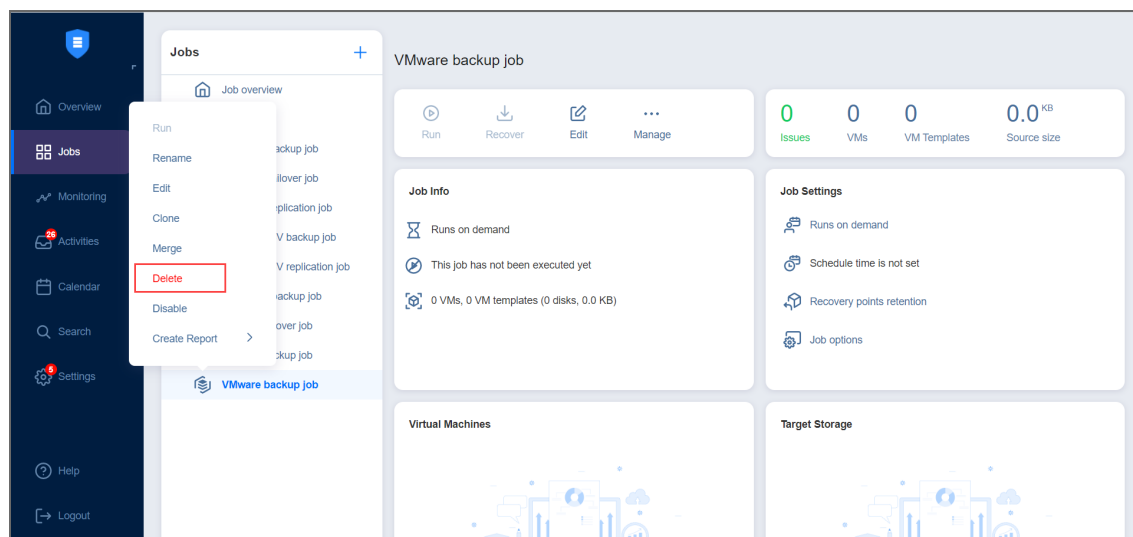 Overview
Jobs
Monitoring
26
Activities
Calendar
Search
5
Settings
Help
Logout
Jobs
Job overview
ackup job
ilover job
plication job
V backup job
V replication job
ackup job
over job
ckup job
VMware backup job
Run
Rename
Edit
Clone
Merge
Delete
Disable
Create Report
VMware backup job
Run
Recover
Edit
Manage
0
Issues
0
VMs
0
VM Templates
0.0 KB
Source size
Job Info
Runs on demand
This job has not been executed yet
0 VMs, 0 VM templates (0 disks, 0.0 KB)
Job Settings
Runs on demand
Schedule time is not set
Recovery points retention
Job options
Virtual Machines
Target Storage